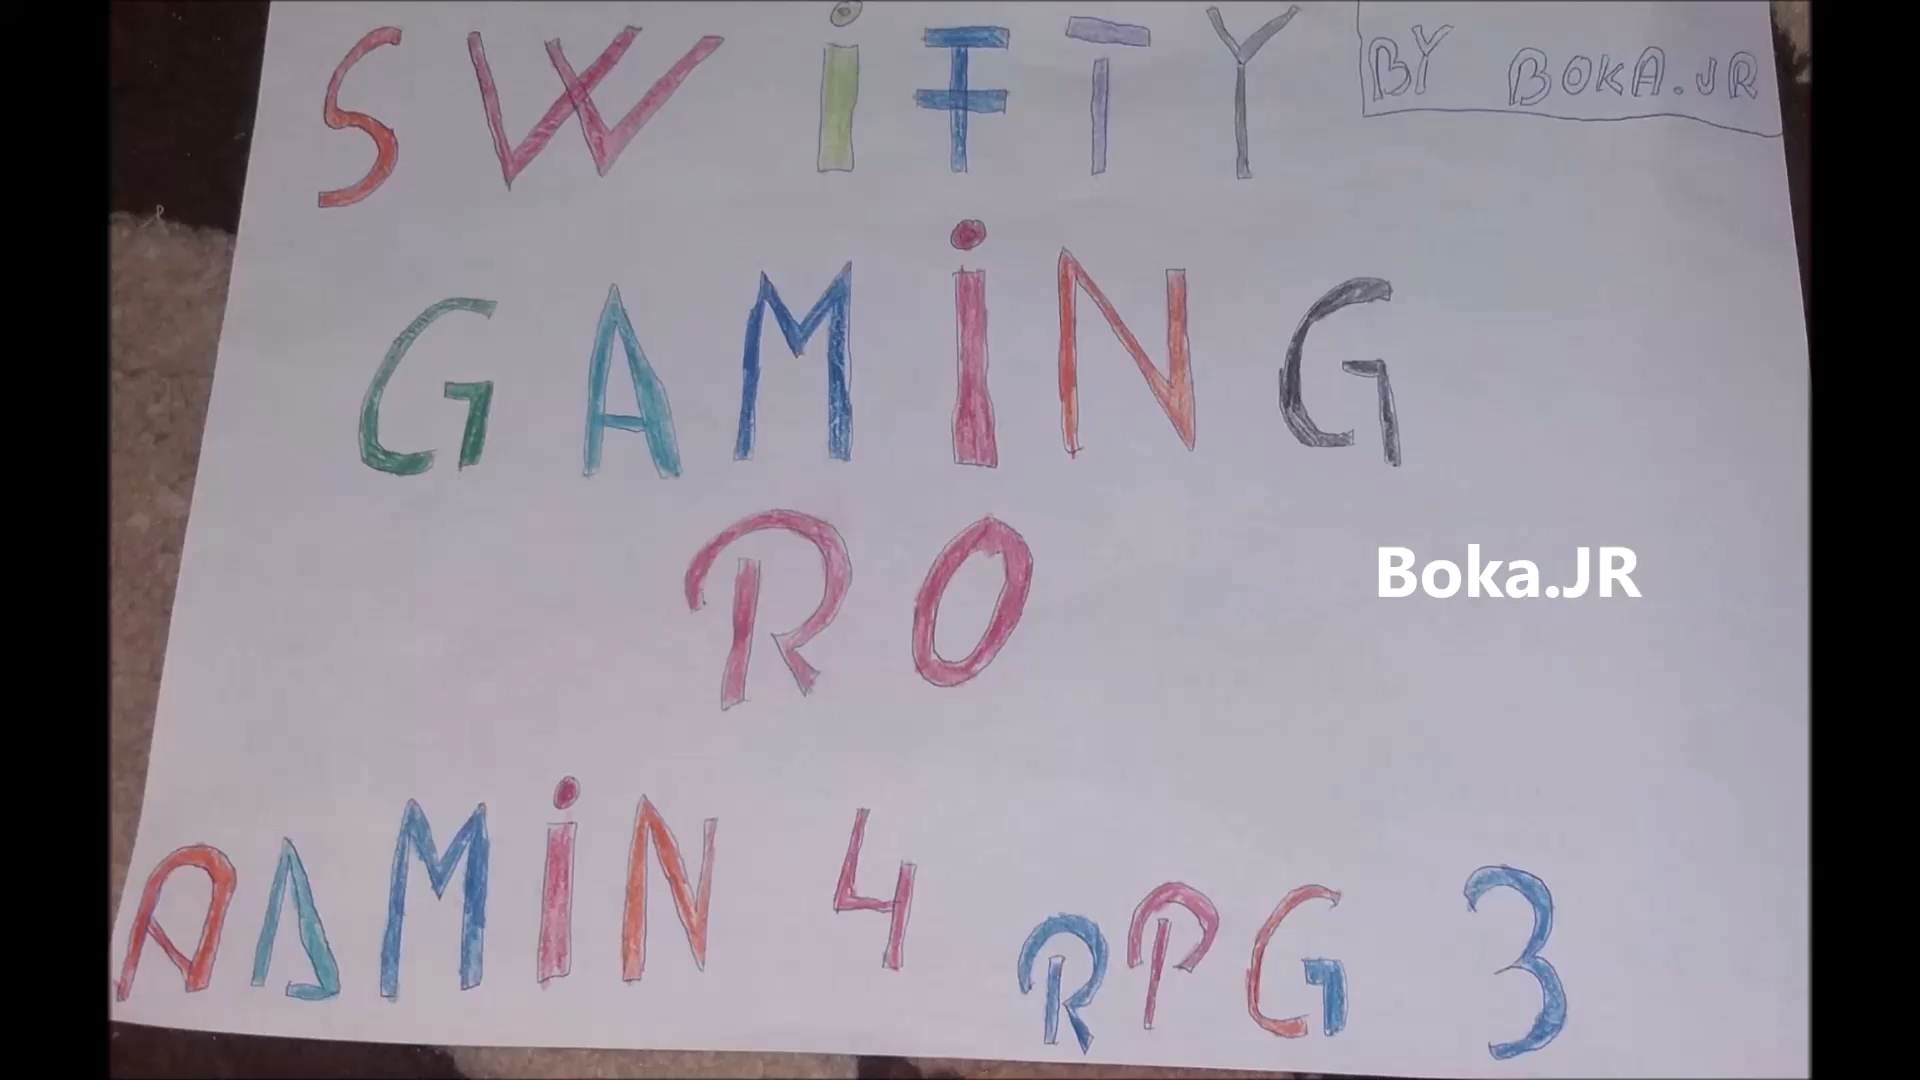 SWiFTY
BY BOKA.JR
GAMiNG
RO
Boka.JR
ADMiN 4
RPG 3